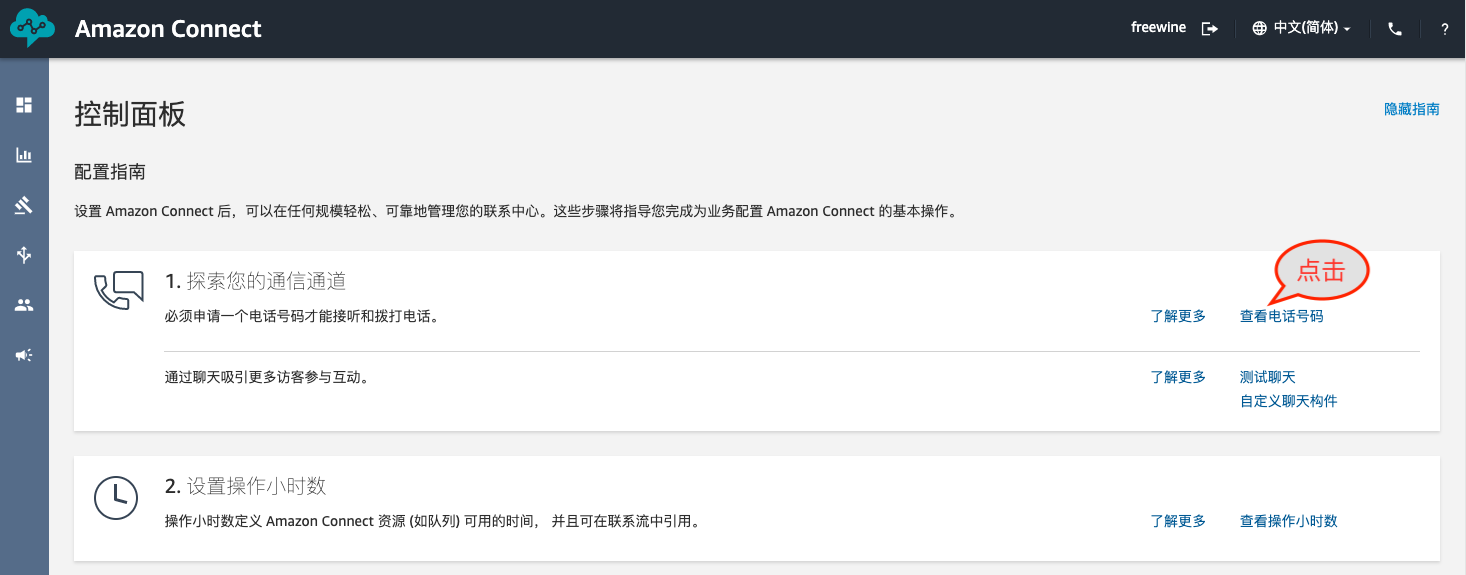 Amazon Connect
freewine
中文(简体)
?
控制面板
隐藏指南
配置指南
设置 Amazon Connect 后，可以在任何规模轻松、可靠地管理您的联系中心。这些步骤将指导您完成为业务配置 Amazon Connect 的基本操作。
点击
1. 探索您的通信通道
必须申请一个电话号码才能接听和拨打电话。
了解更多
查看电话号码
通过聊天吸引更多访客参与互动。
了解更多
测试聊天
自定义聊天构件
2. 设置操作小时数
操作小时数定义 Amazon Connect 资源 (如队列) 可用的时间， 并且可在联系流中引用。
了解更多
查看操作小时数